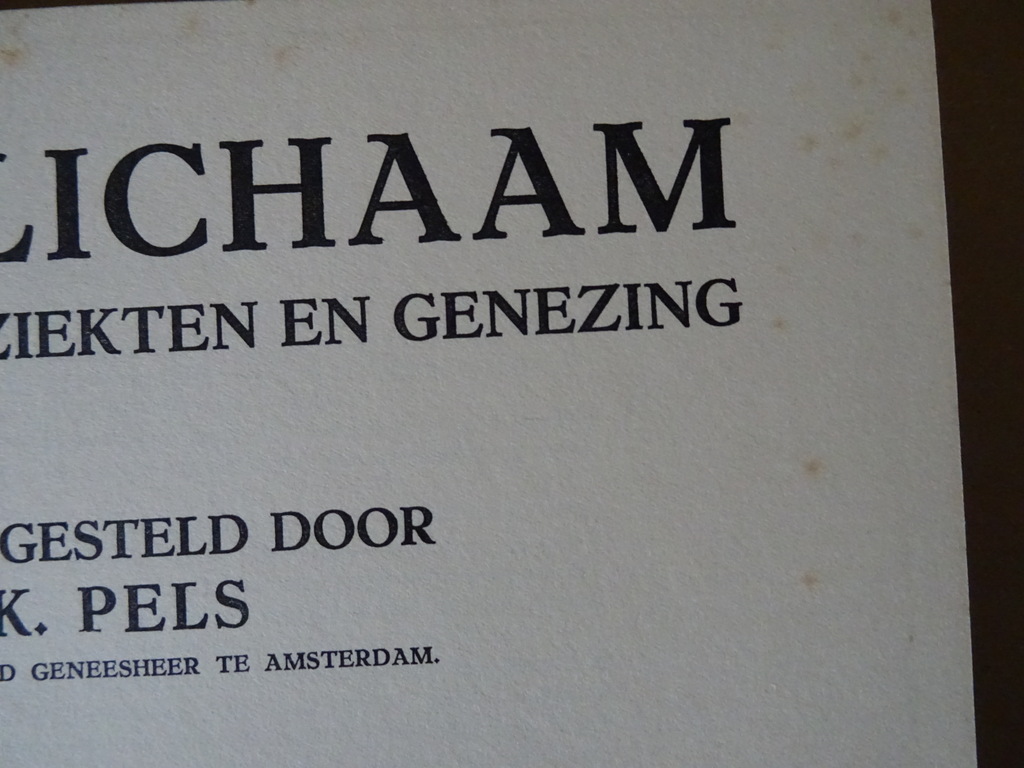 LICHAAM
ZIEKTEN EN GENEZING
GESTELD DOOR
K. PELS
D GENEESHEER TE AMSTERDAM.